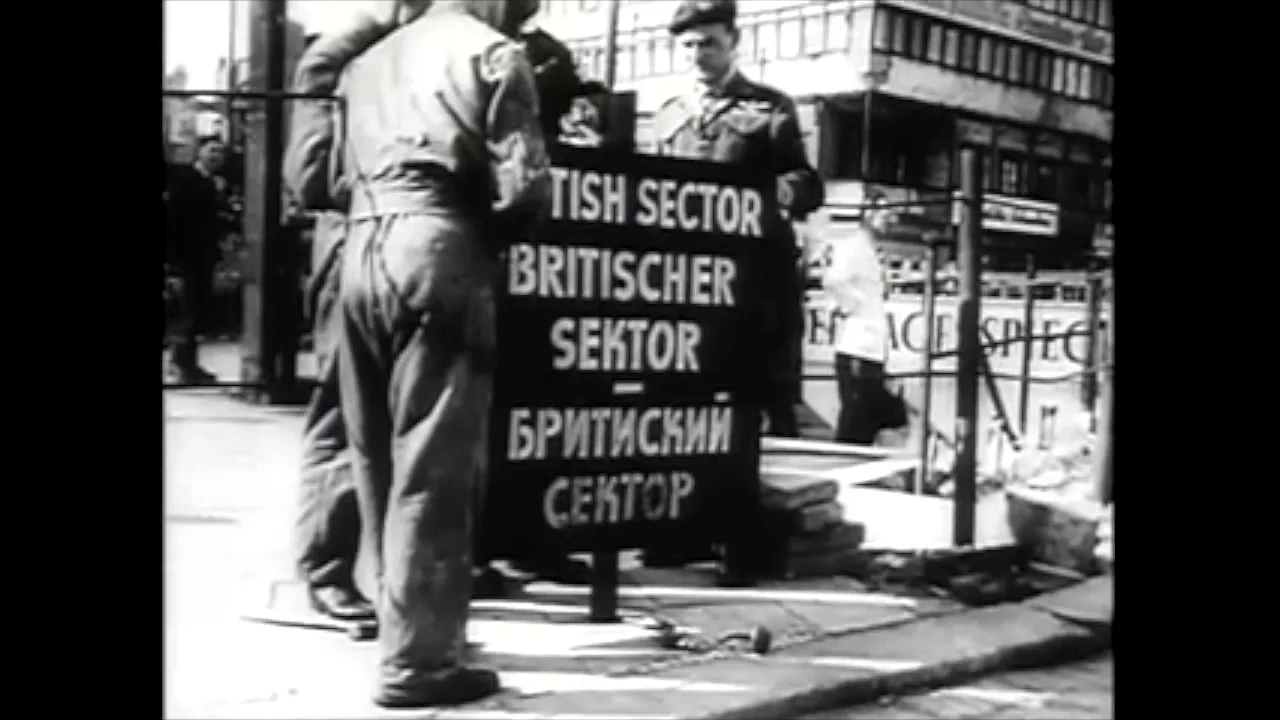 TISH SECTOR
BRITISCHER
SEKTOR
–
БРИТИСКИЙ
СЕКТОР